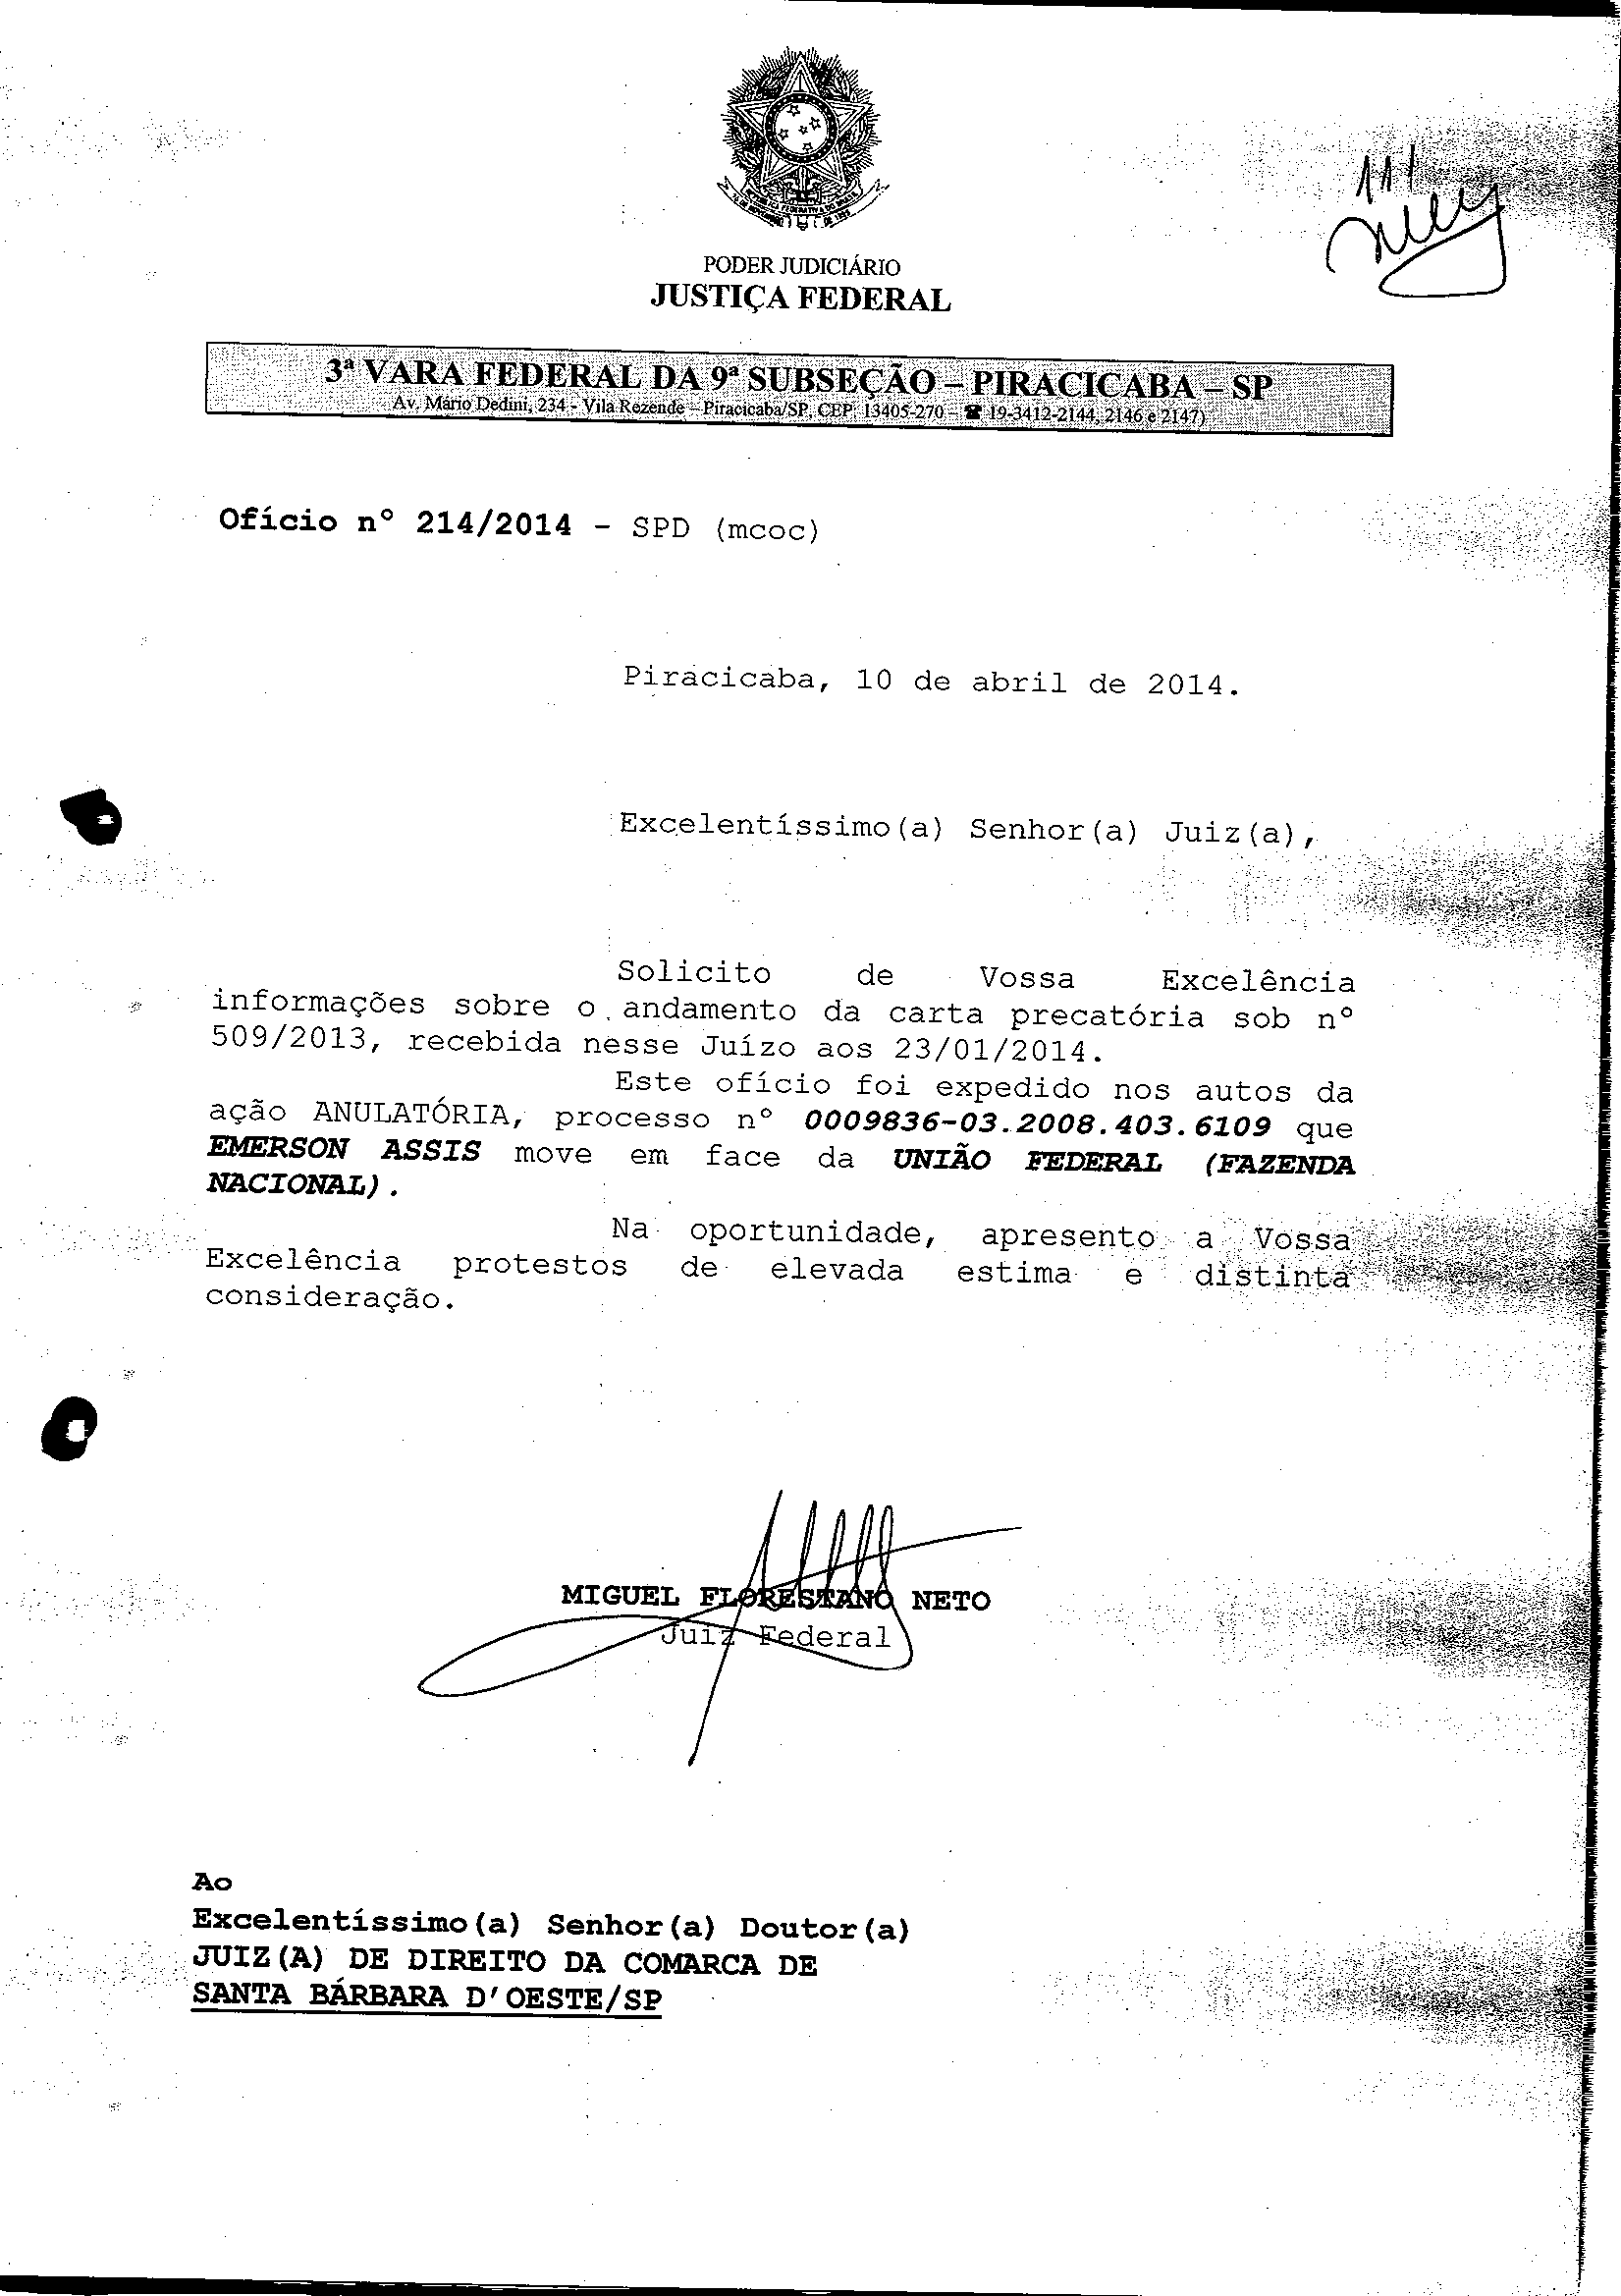 111
PODER JUDICIÁRIO
JUSTIÇA FEDERAL
3ª VARA FEDERAL DA 9ª SUBSEÇÃO – PIRACICABA – SP
Av. Mário Dedini, 234 - Vila Rezende – Piracicaba/SP, CEP: 13405-270 – ☎ 19-3412-2144, 2146 e 2147)
Ofício nº 214/2014 - SPD (mcoc)
Piracicaba, 10 de abril de 2014.
Excelentíssimo(a) Senhor(a) Juiz(a),
Solicito de Vossa Excelência
informações sobre o andamento da carta precatória sob nº
509/2013, recebida nesse Juízo aos 23/01/2014.
Este ofício foi expedido nos autos da
ação ANULATÓRIA, processo nº 0009836-03.2008.403.6109 que
EMERSON ASSIS move em face da UNIÃO FEDERAL (FAZENDA
NACIONAL).
Na oportunidade, apresento a Vossa
Excelência protestos de elevada estima e distinta
consideração.
MIGUEL FLORESTANO NETO
Juiz Federal
Ao
Excelentíssimo(a) Senhor(a) Doutor(a)
JUIZ(A) DE DIREITO DA COMARCA DE
SANTA BÁRBARA D'OESTE/SP